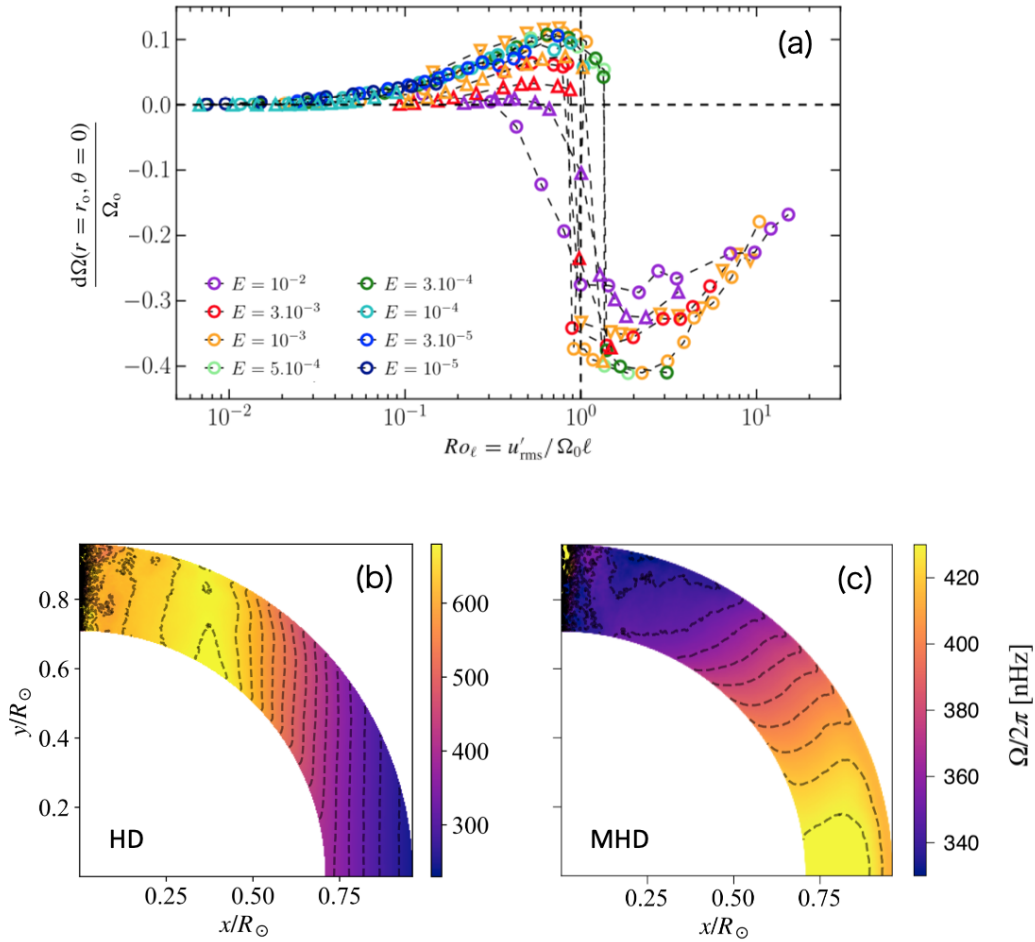 (a)
0.1
0.0
−0.1
−0.2
−0.3
−0.4
dΩ(r = r_o, θ = 0)
Ω_o
E = 10⁻²
E = 3.10⁻³
E = 10⁻³
E = 5.10⁻⁴
E = 3.10⁻⁴
E = 10⁻⁴
E = 3.10⁻⁵
E = 10⁻⁵
10⁻² 10⁻¹ 10⁰ 10¹
Ro_ℓ = u′_rms / Ω_0ℓ
(b)
0.8
0.6
0.4
0.2
y/R_⊙
HD
0.25 0.50 0.75
x/R_⊙
600
500
400
300
(c)
MHD
0.25 0.50 0.75
x/R_⊙
420
400
380
360
340
Ω/2π [nHz]